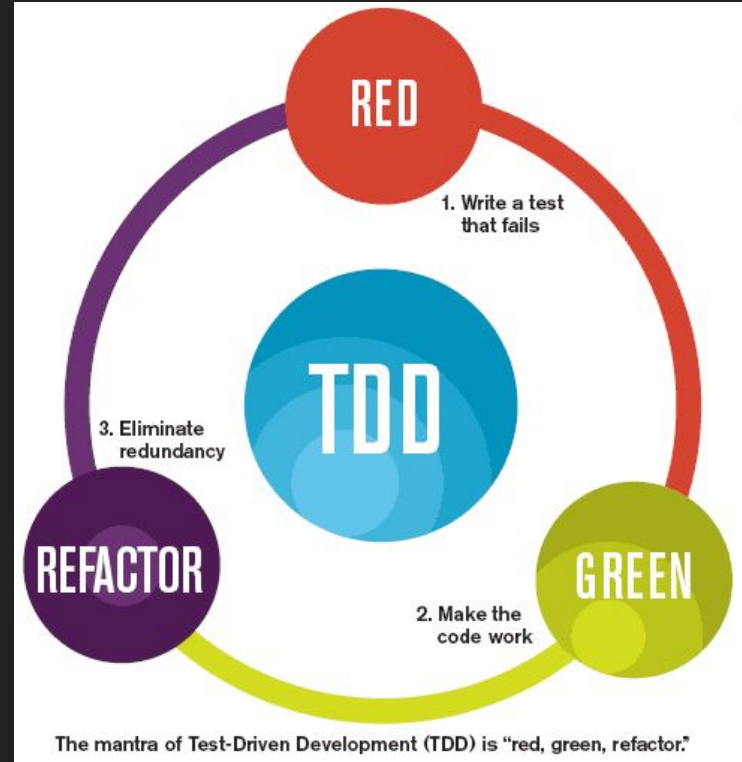 RED
1. Write a test
that fails
TDD
3. Eliminate
redundancy
REFACTOR
GREEN
2. Make the
code work
The mantra of Test-Driven Development (TDD) is “red, green, refactor.”